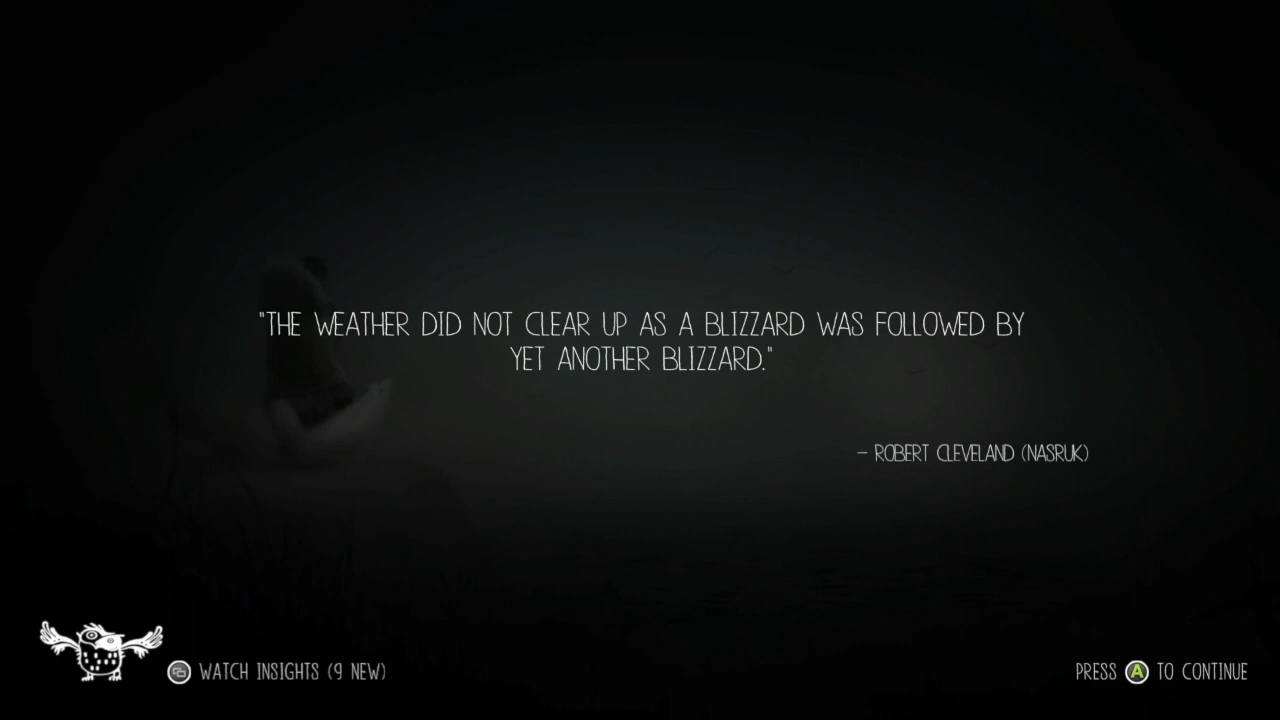 "THE WEATHER DID NOT CLEAR UP AS A BLIZZARD WAS FOLLOWED BY
YET ANOTHER BLIZZARD."
– ROBERT CLEVELAND (NASRUK)
WATCH INSIGHTS (9 NEW)
PRESS A TO CONTINUE